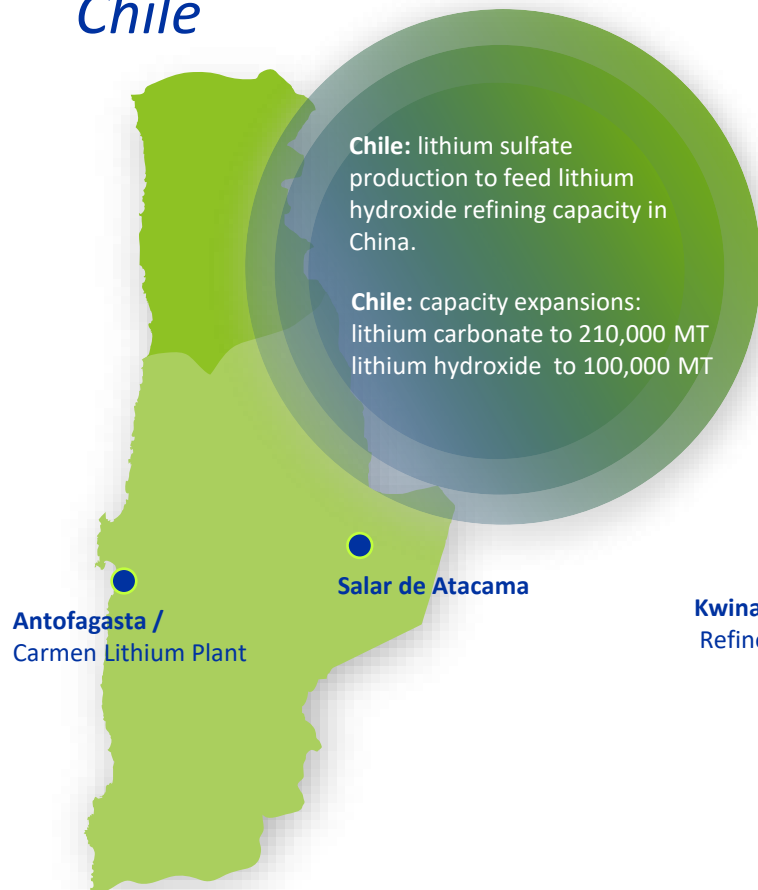 Chile
Chile: lithium sulfate
production to feed lithium
hydroxide refining capacity in
China.
Chile: capacity expansions:
lithium carbonate to 210,000 MT
lithium hydroxide to 100,000 MT
Salar de Atacama
Antofagasta /
Carmen Lithium Plant